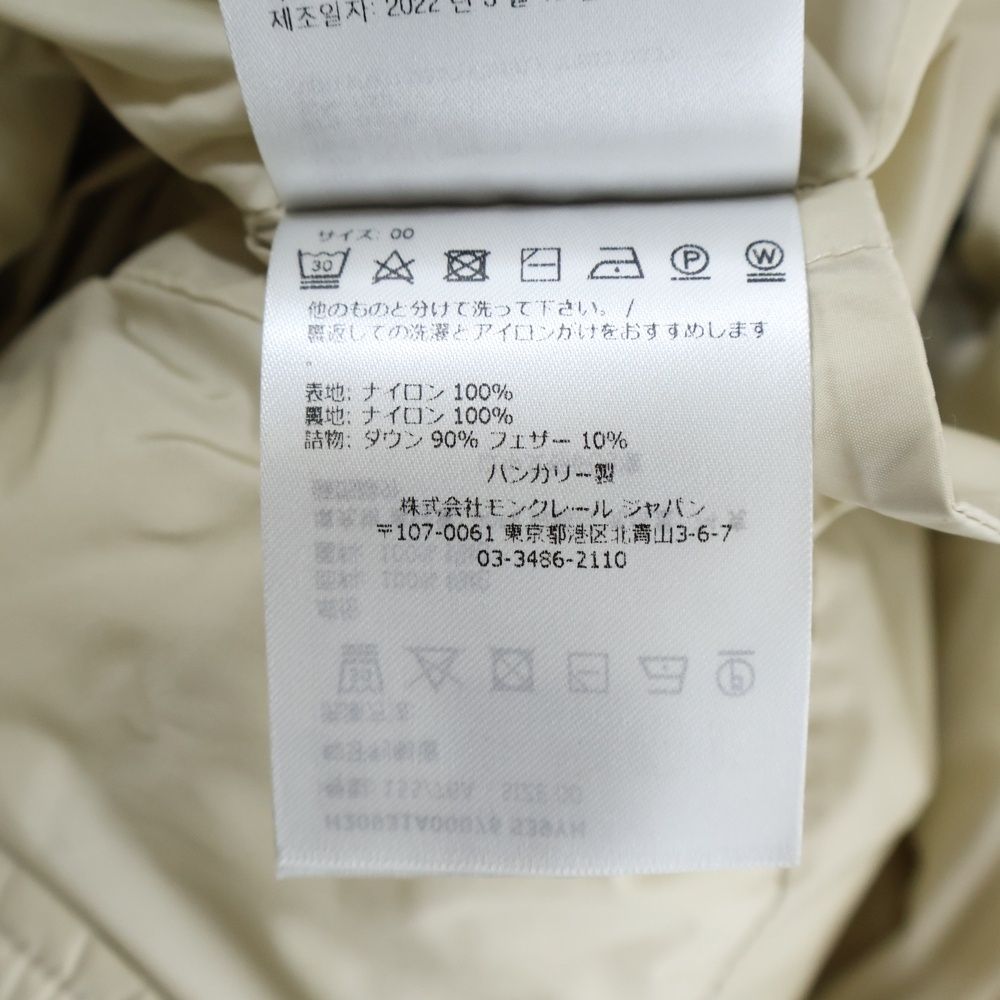 제조일자: 2022 년
サイズ: 00
30
P
W
他のものと分けて洗って下さい。 /
裏返しての洗濯とアイロンがけをおすすめします
。
表地: ナイロン 100%
裏地: ナイロン 100%
詰物: ダウン 90% フェザー 10%
ハンガリー製
株式会社モンクレール ジャパン
〒107-0061 東京都港区北青山3-6-7
03-3486-2110